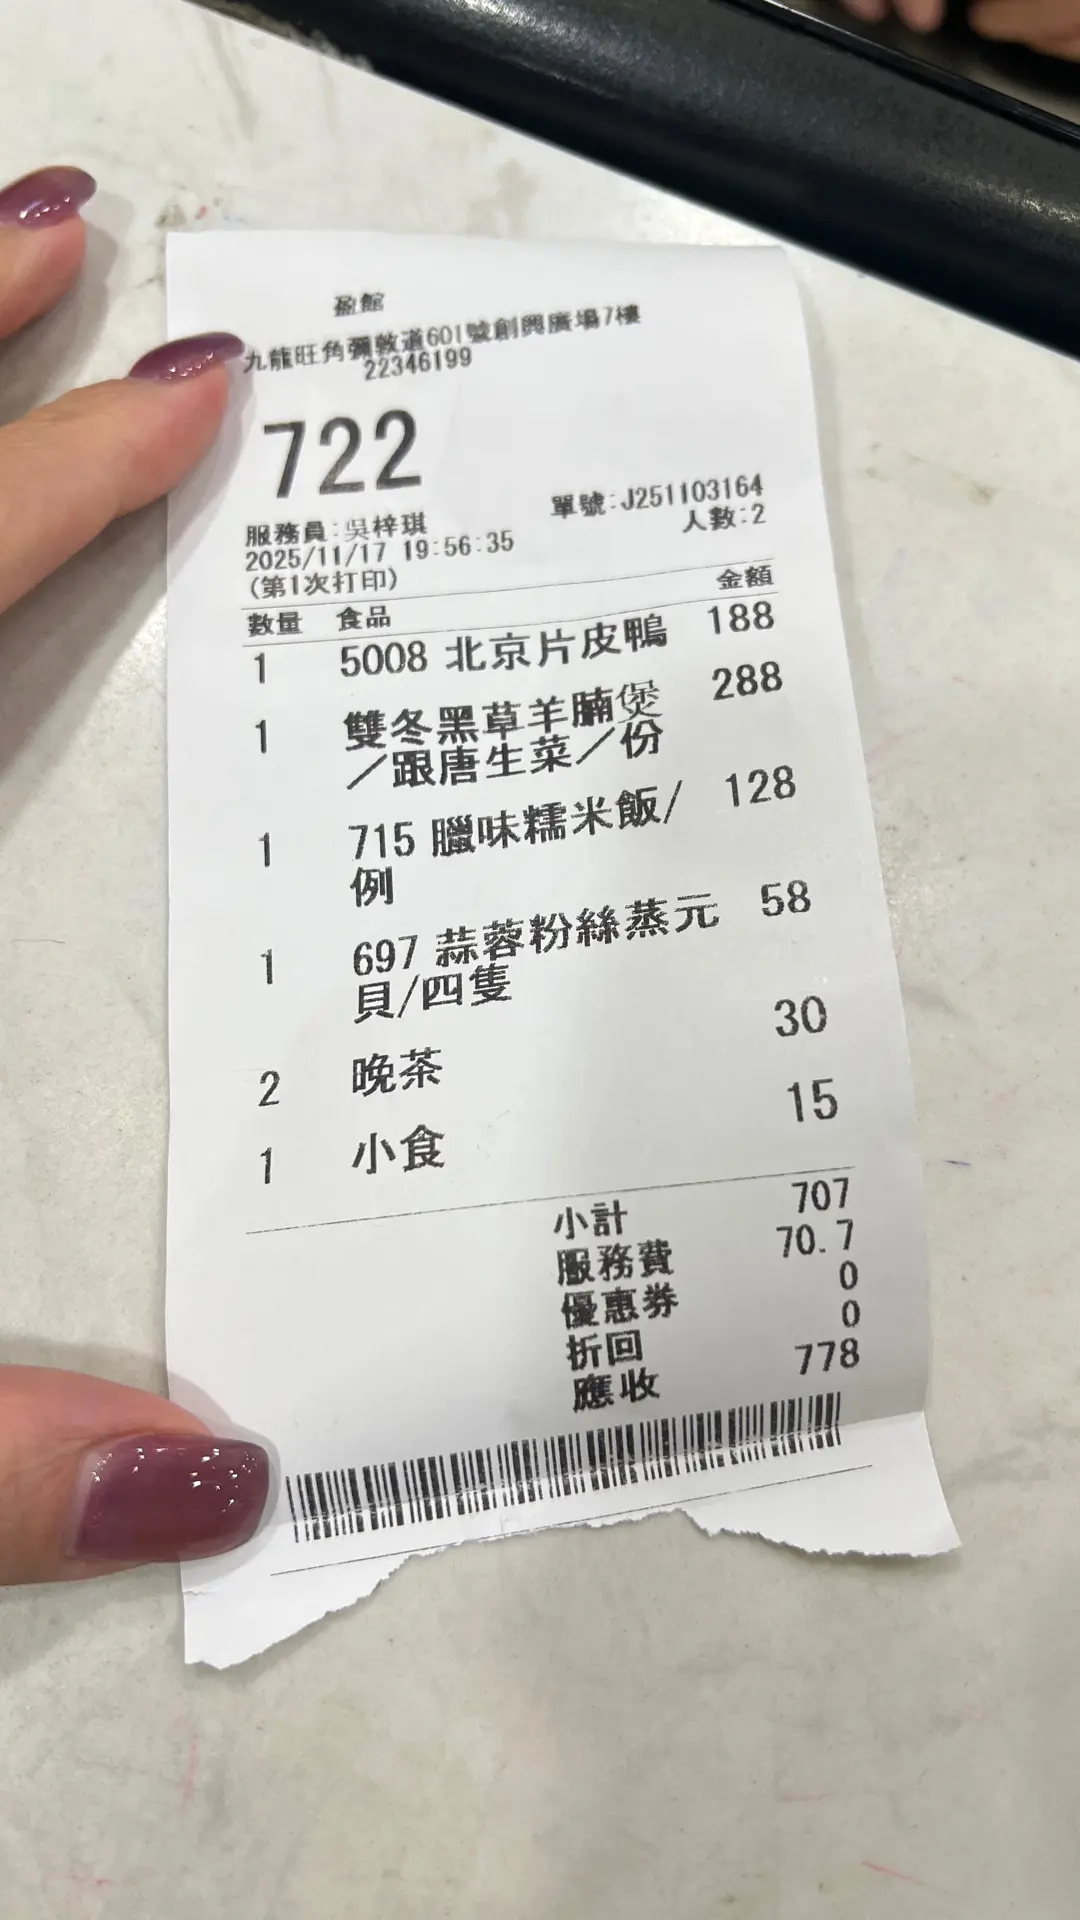 盈館
九龍旺角彌敦道601號創興廣場7樓
22346199
722
單號:J251103164
服務員:吳梓琪
人數:2
2025/11/17 19:56:35
(第1次打印)
數量 食品 金額
1 5008 北京片皮鴨 188
1 雙冬黑草羊腩煲 288
／跟唐生菜／份
1 715 臘味糯米飯/ 128
例
1 697 蒜蓉粉絲蒸元 58
貝/四隻
2 晚茶 30
1 小食 15
小計 707
服務費 70.7
優惠券 0
折回 0
應收 778